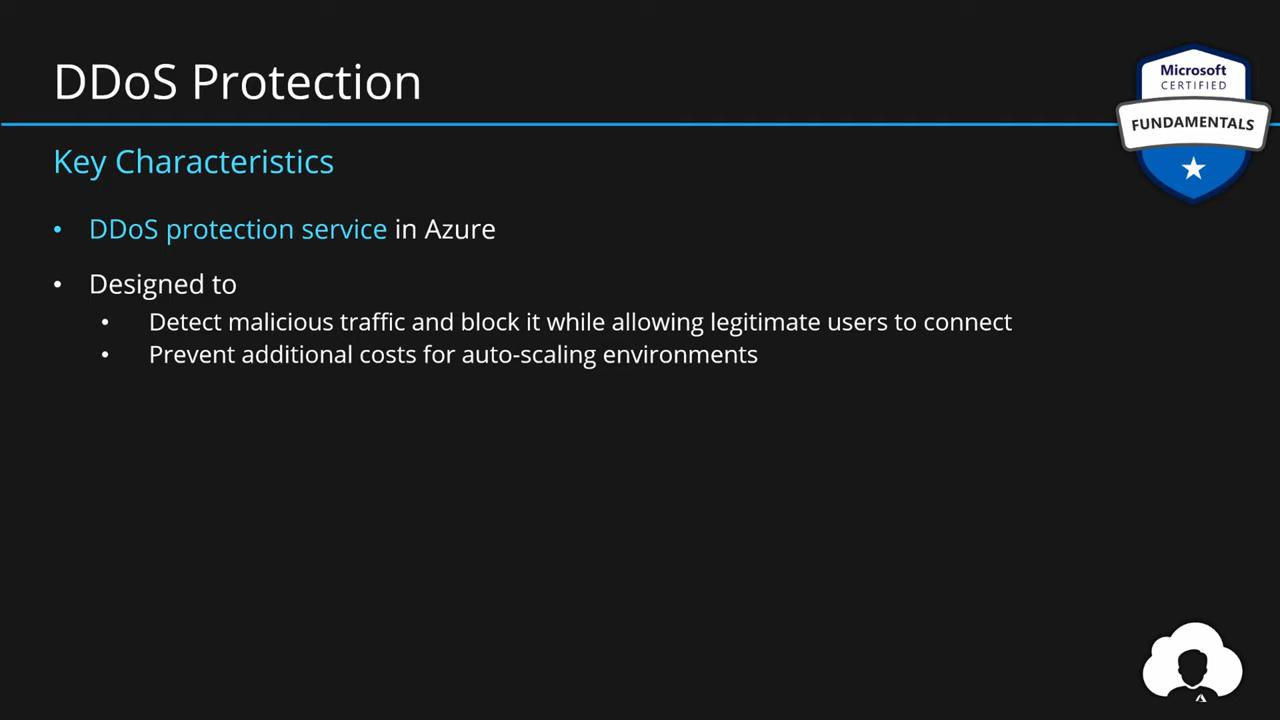 DDoS Protection
Microsoft
CERTIFIED
FUNDAMENTALS
Key Characteristics
• DDoS protection service in Azure
• Designed to
• Detect malicious traffic and block it while allowing legitimate users to connect
• Prevent additional costs for auto-scaling environments